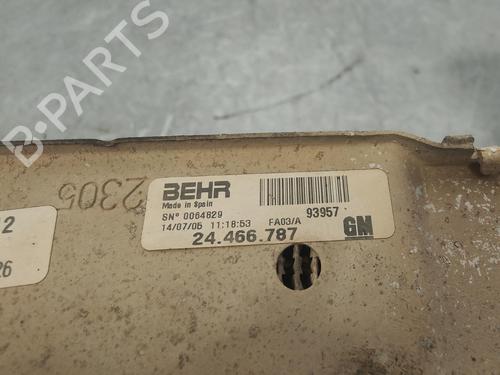 B-PARTS
2305
BEHR
Made in Spain
SNº 0064829
93957
14/07/05 11:18:53 FA03/A
24.466.787
GM
2
26